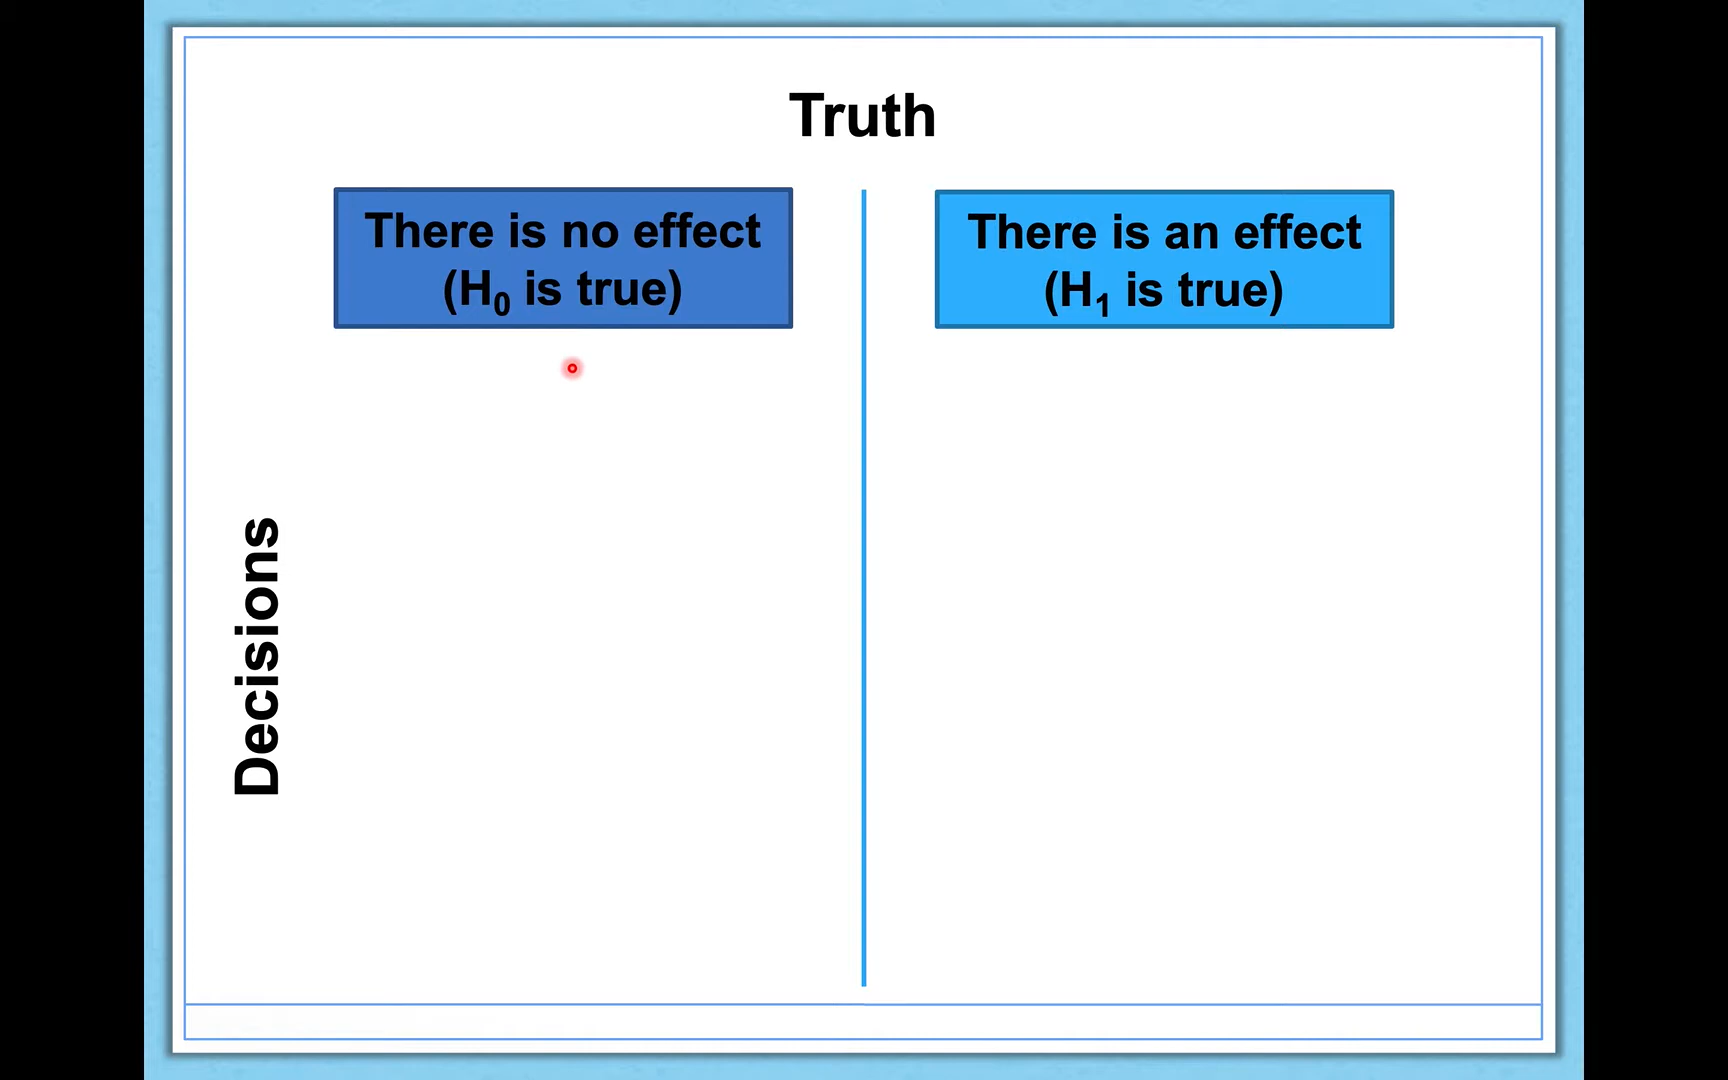 Truth
There is no effect
(H₀ is true)
There is an effect
(H₁ is true)
Decisions